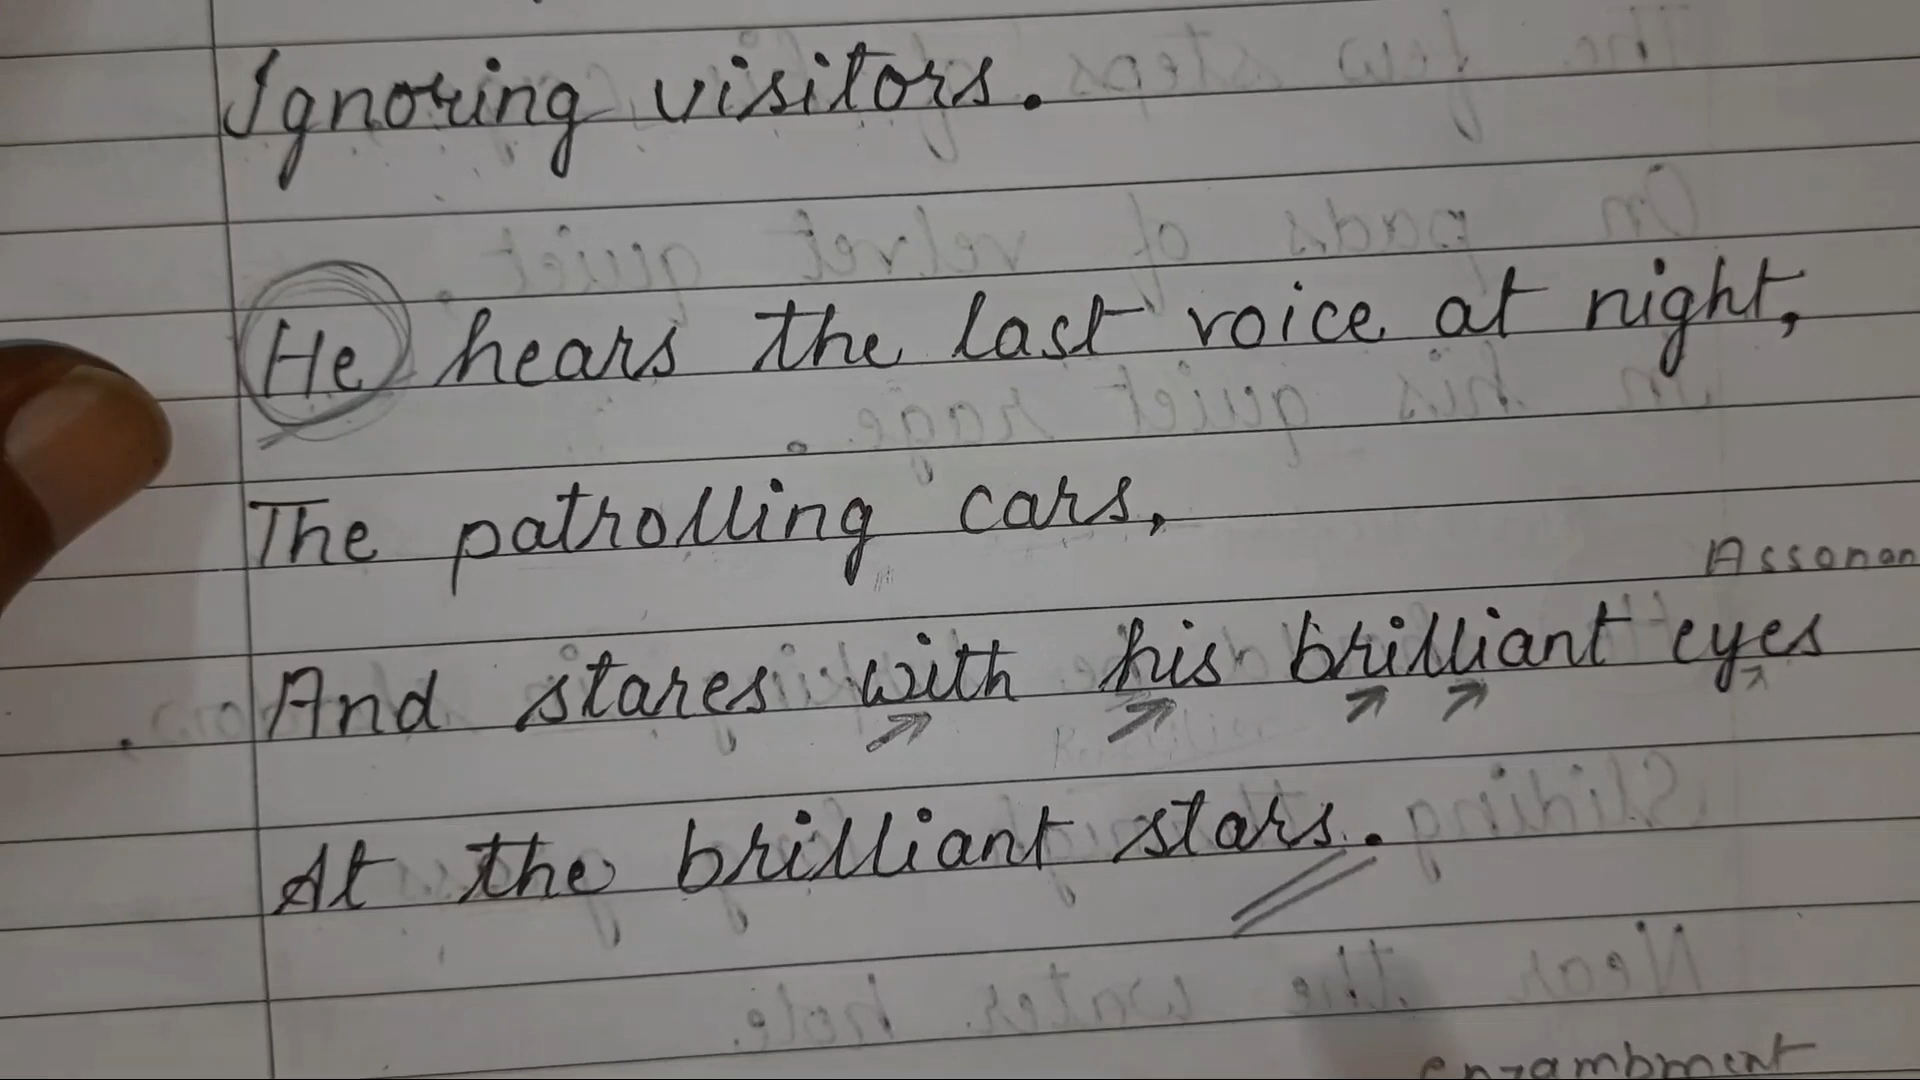 Ignoring visitors.
He hears the last voice at night,
The patrolling cars,
Assonan
And stares with his brilliant eyes
At the brilliant stars.
enjambment